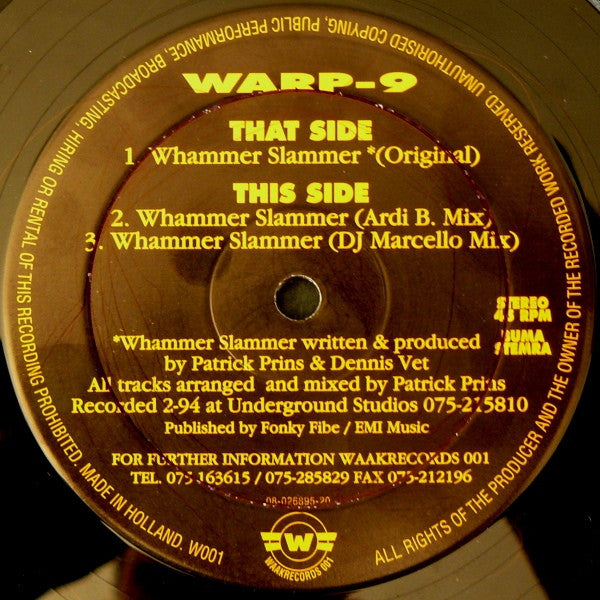 WARP-9
THAT SIDE
1. Whammer Slammer *(Original)
THIS SIDE
2. Whammer Slammer (Ardi B. Mix)
3. Whammer Slammer (DJ Marcello Mix)
STEREO
45 RPM
BUMA
STEMRA
*Whammer Slammer written & produced
by Patrick Prins & Dennis Vet
All tracks arranged and mixed by Patrick Prins
Recorded 2-94 at Underground Studios 075-215810
Published by Fonky Fibe / EMI Music
FOR FURTHER INFORMATION WAAKRECORDS 001
TEL. 075 163615 / 075-285829 FAX 075-212196
08-026895-20
W
WAAKRECORDS 001
ALL RIGHTS OF THE PRODUCER AND THE OWNER OF THE RECORDED WORK RESERVED. UNAUTHORISED COPYING, PUBLIC PERFORMANCE, BROADCASTING, HIRING OR RENTAL OF THIS RECORDING PROHIBITED. MADE IN HOLLAND. W001